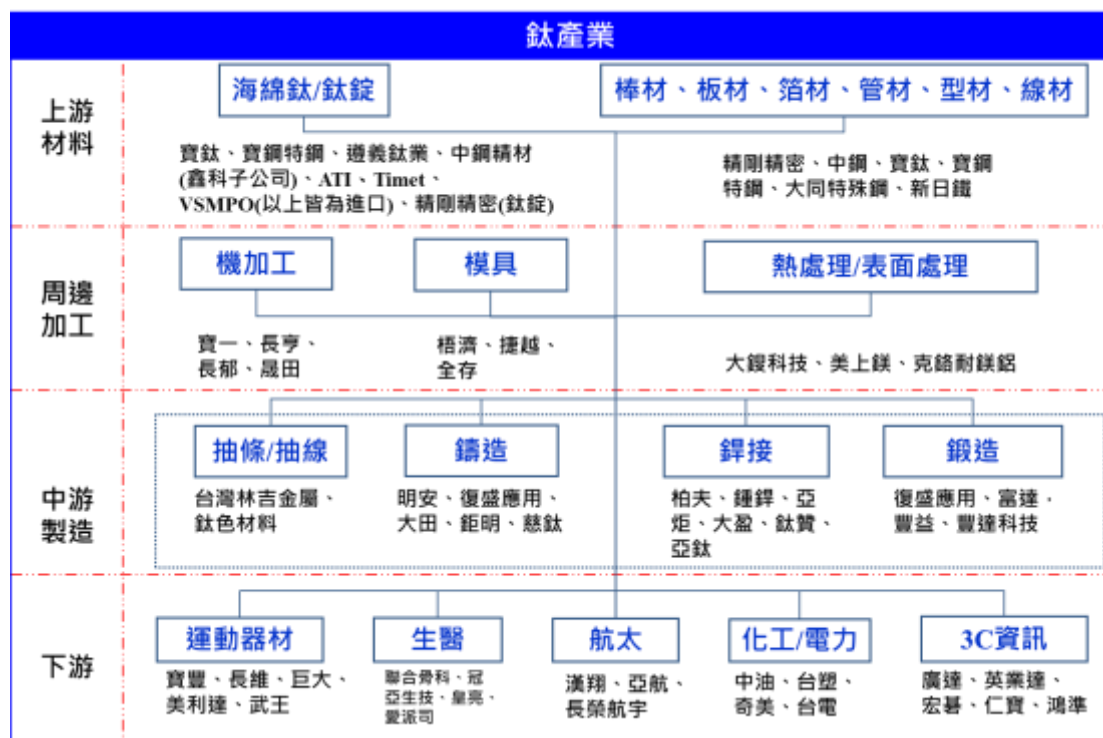 鈦產業
上游
材料
海綿鈦/鈦錠
棒材、板材、箔材、管材、型材、線材
寶鈦、寶鋼特鋼、遵義鈦業、中鋼精材
(鑫科子公司)、ATI、Timet、
VSMPO(以上皆為進口)、精剛精密(鈦錠)
精剛精密、中鋼、寶鈦、寶鋼
特鋼、大同特殊鋼、新日鐵
周邊
加工
機加工
模具
熱處理/表面處理
寶一、長亨、
長郁、晟田
梧濟、捷越、
全存
大鎪科技、美上鎂、克鉻耐鎂鋁
中游
製造
抽條/抽線
鑄造
銲接
鍛造
台灣林吉金屬、
鈦色材料
明安、復盛應用、
大田、鉅明、慈鈦
柏夫、鍾銲、亞
炬、大盈、鈦贊、
亞鈦
復盛應用、富達、
豐益、豐達科技
下游
運動器材
生醫
航太
化工/電力
3C資訊
寶豐、長維、巨大、
美利達、武王
聯合骨科、冠
亞生技、皇亮、
愛派司
漢翔、亞航、
長榮航宇
中油、台塑、
奇美、台電
廣達、英業達、
宏碁、仁寶、鴻準